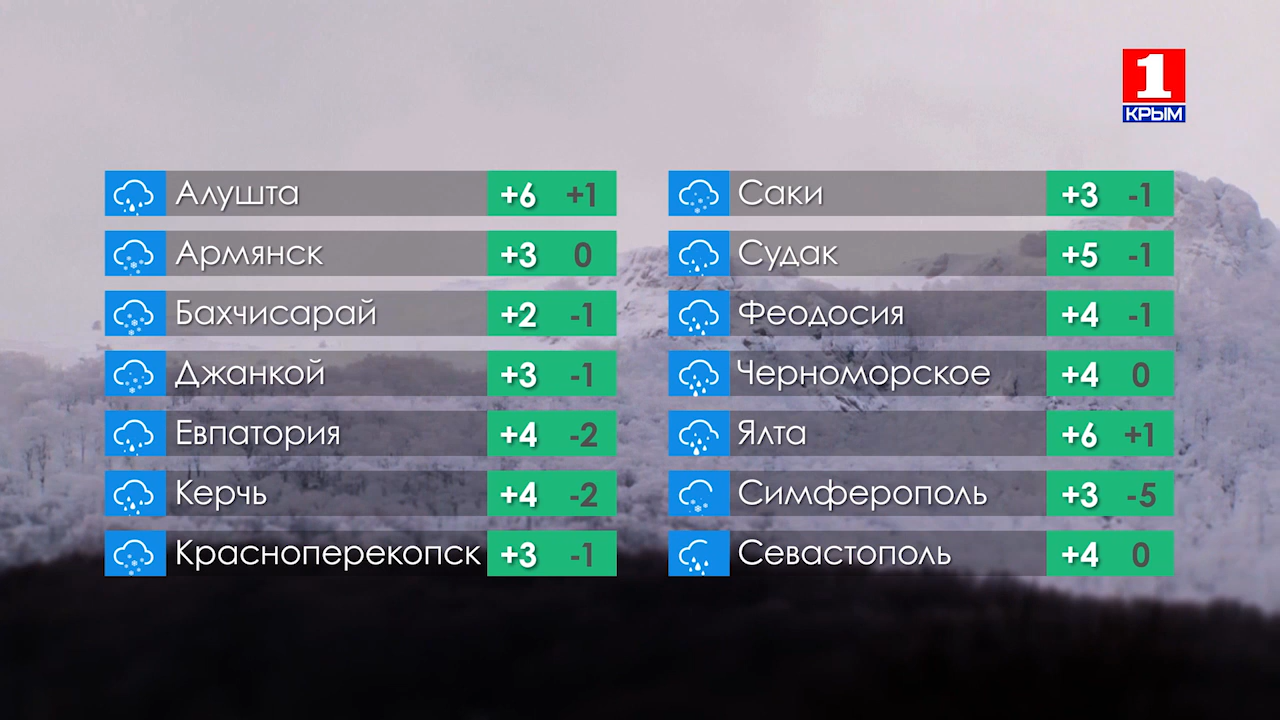 1
КРЫМ
Алушта +6 +1
Армянск +3 0
Бахчисарай +2 -1
Джанкой +3 -1
Евпатория +4 -2
Керчь +4 -2
Красноперекопск +3 -1
Саки +3 -1
Судак +5 -1
Феодосия +4 -1
Черноморское +4 0
Ялта +6 +1
Симферополь +3 -5
Севастополь +4 0